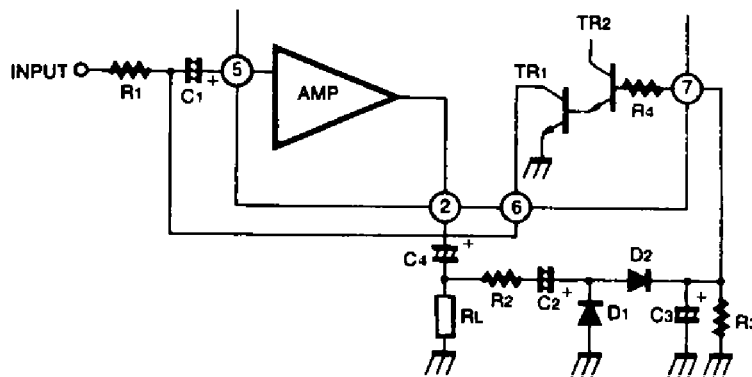 TR2
TR1
INPUT
R1
C1
+
5
AMP
R4
7
2
6
+
C4
R2
C2
+
D2
D1
C3
+
RL